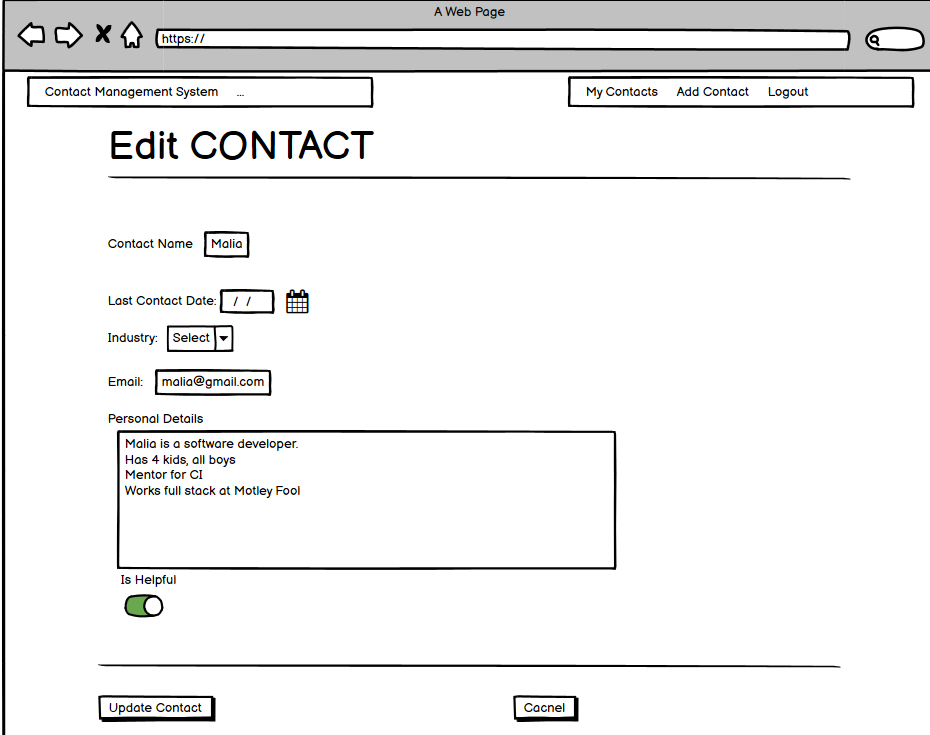 A Web Page
https://
Contact Management System ... My Contacts Add Contact Logout
Edit CONTACT
Contact Name Malia
Last Contact Date: / /
Industry: Select
Email: malia@gmail.com
Personal Details
Malia is a software developer.
Has 4 kids, all boys
Mentor for CI
Works full stack at Motley Fool
Is Helpful
Update Contact Cacnel